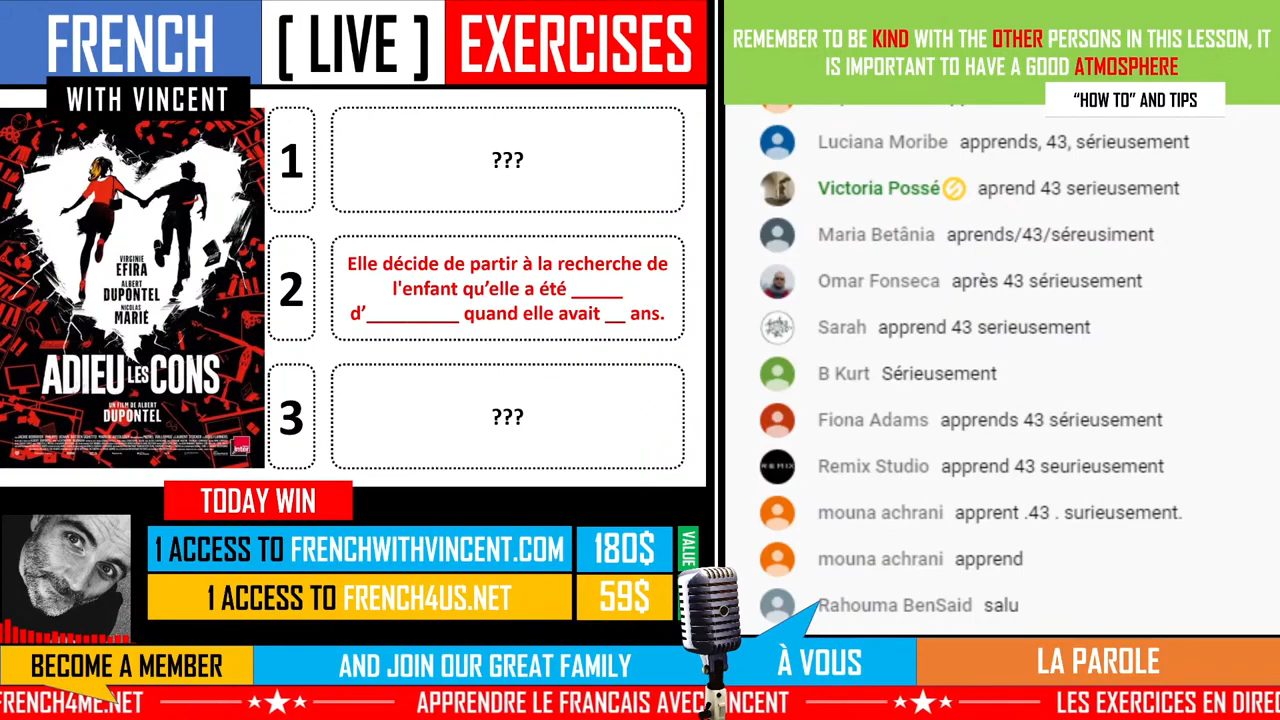 FRENCH
[ LIVE ]
EXERCISES
WITH VINCENT
VIRGINIE
EFIRA
ALBERT
DUPONTEL
NICOLAS
MARIÉ
ADIEU LES CONS
UN FILM DE ALBERT
DUPONTEL
inter
1
???
2
Elle décide de partir à la recherche de
l'enfant qu’elle a été _____
d’_________ quand elle avait __ ans.
3
???
TODAY WIN
1 ACCESS TO FRENCHWITHVINCENT.COM
180$
1 ACCESS TO FRENCH4US.NET
59$
VALUE
REMEMBER TO BE KIND WITH THE OTHER PERSONS IN THIS LESSON, IT
IS IMPORTANT TO HAVE A GOOD ATMOSPHERE
“HOW TO” AND TIPS
Luciana Moribe apprends, 43, sérieusement
Victoria Possé aprend 43 serieusement
Maria Betânia aprends/43/séreusiment
Omar Fonseca après 43 sérieusement
Sarah apprend 43 serieusement
B Kurt Sérieusement
Fiona Adams apprends 43 sérieusement
REMIX
Remix Studio apprend 43 seurieusement
mouna achrani apprent .43 . surieusement.
mouna achrani apprend
Rahouma BenSaid salu
BECOME A MEMBER
AND JOIN OUR GREAT FAMILY
À VOUS
LA PAROLE
FRENCH4ME.NET
APPRENDRE LE FRANCAIS AVEC VINCENT
LES EXERCICES EN DIREC